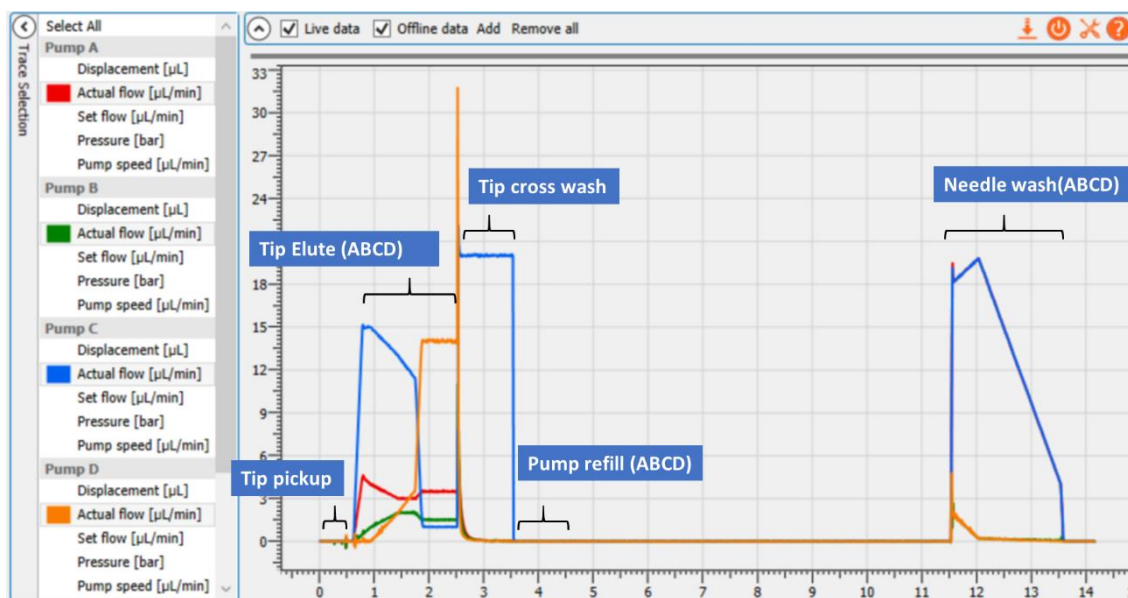 Select All
Pump A
Displacement [µL]
Actual flow [µL/min]
Set flow [µL/min]
Pressure [bar]
Pump speed [µL/min]
Pump B
Displacement [µL]
Actual flow [µL/min]
Set flow [µL/min]
Pressure [bar]
Pump speed [µL/min]
Pump C
Displacement [µL]
Actual flow [µL/min]
Set flow [µL/min]
Pressure [bar]
Pump speed [µL/min]
Pump D
Displacement [µL]
Actual flow [µL/min]
Set flow [µL/min]
Pressure [bar]
Pump speed [µL/min]
Trace Selection
Live data Offline data Add Remove all
?
33
30
27
24
18
15
12
9
3
0
Tip cross wash
Needle wash(ABCD)
Tip Elute (ABCD)
Tip pickup
Pump refill (ABCD)
0 1 2 3 4 5 6 7 8 9 10 11 12 13 14